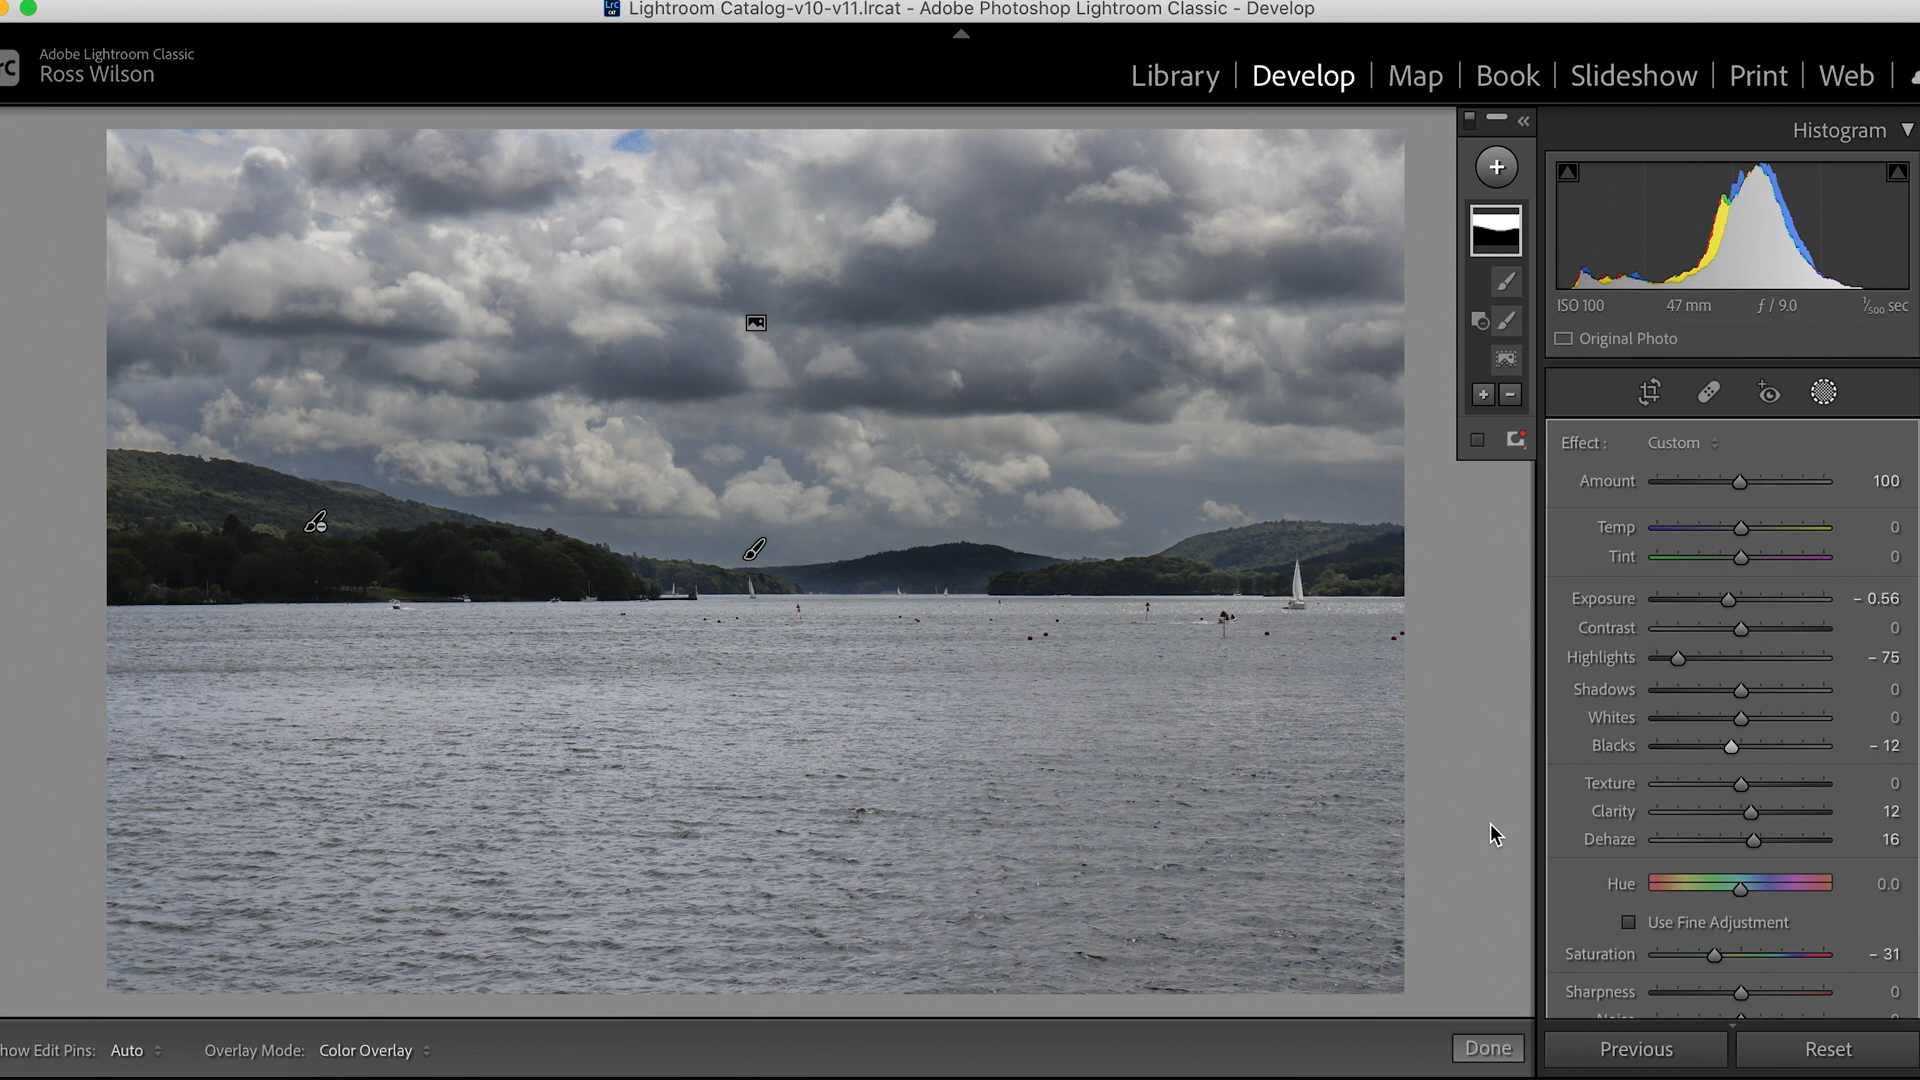 Lightroom Catalog-v10-v11.lrcat - Adobe Photoshop Lightroom Classic - Develop
Adobe Lightroom Classic
Ross Wilson
Library | Develop | Map | Book | Slideshow | Print | Web |
Histogram
ISO 100 47 mm ƒ / 9.0 1/500 sec
Original Photo
Effect : Custom
Amount 100
Temp 0
Tint 0
Exposure - 0.56
Contrast 0
Highlights - 75
Shadows 0
Whites 0
Blacks - 12
Texture 0
Clarity 12
Dehaze 16
Hue 0.0
Use Fine Adjustment
Saturation - 31
Sharpness 0
how Edit Pins: Auto Overlay Mode: Color Overlay Done Previous Reset